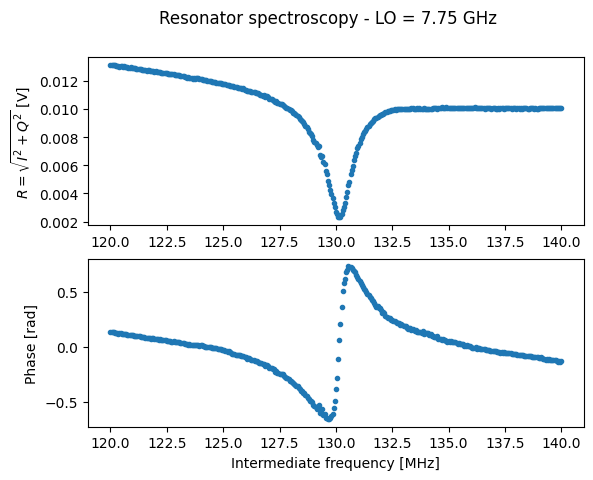 Resonator spectroscopy - LO = 7.75 GHz
R = √I² + Q² [V]
0.012
0.010
0.008
0.006
0.004
0.002
120.0 122.5 125.0 127.5 130.0 132.5 135.0 137.5 140.0
Phase [rad]
0.5
0.0
−0.5
120.0 122.5 125.0 127.5 130.0 132.5 135.0 137.5 140.0
Intermediate frequency [MHz]